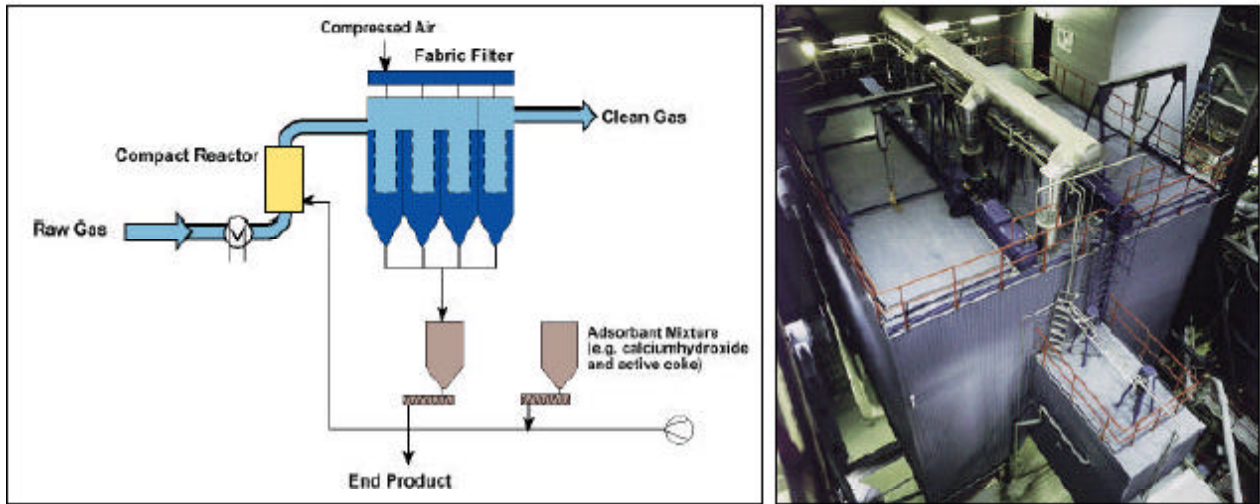 Compressed Air
Fabric Filter
Clean Gas
Compact Reactor
Raw Gas
Adsorbant Mixture
(e.g. calciumhydroxide
and active coke)
End Product